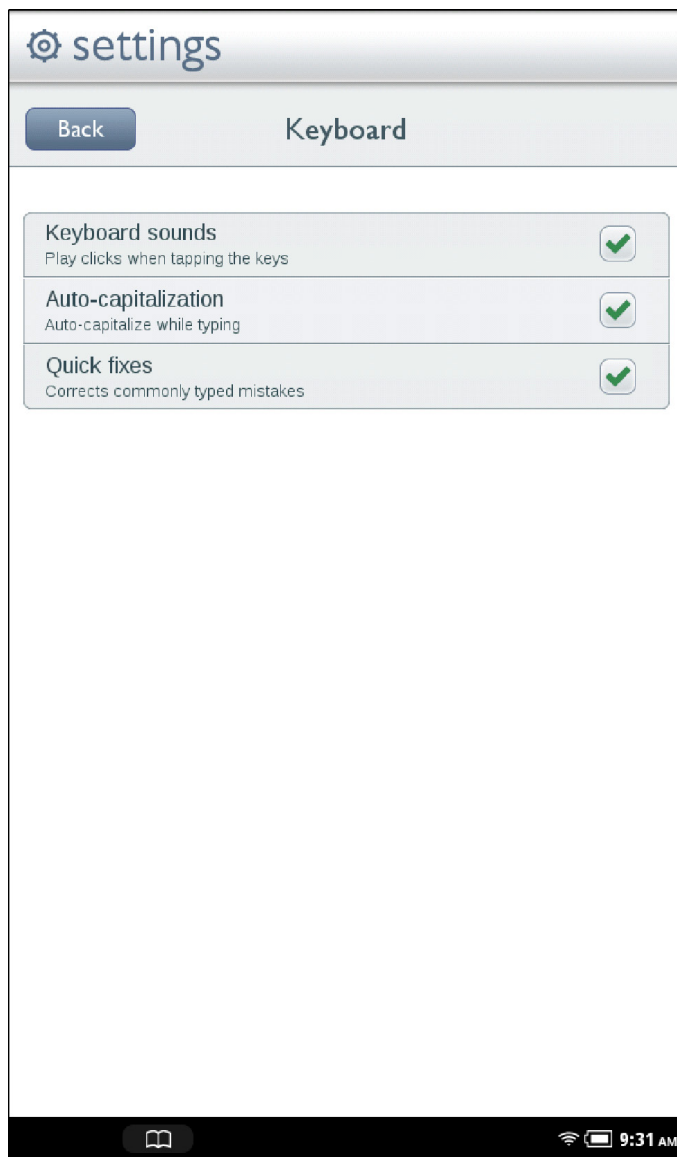 settings
Back
Keyboard
Keyboard sounds
Play clicks when tapping the keys
Auto-capitalization
Auto-capitalize while typing
Quick fixes
Corrects commonly typed mistakes
9:31 AM